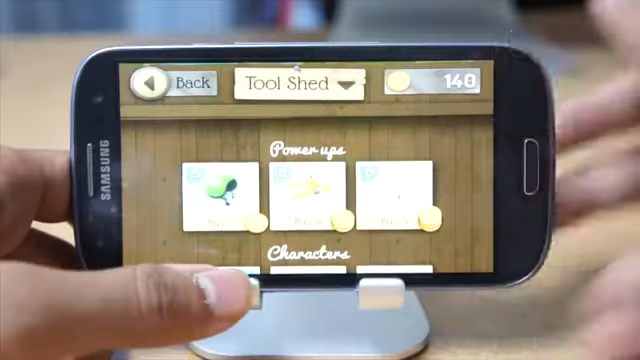 Back
Tool Shed
140
Power ups
Characters
SAMSUNG